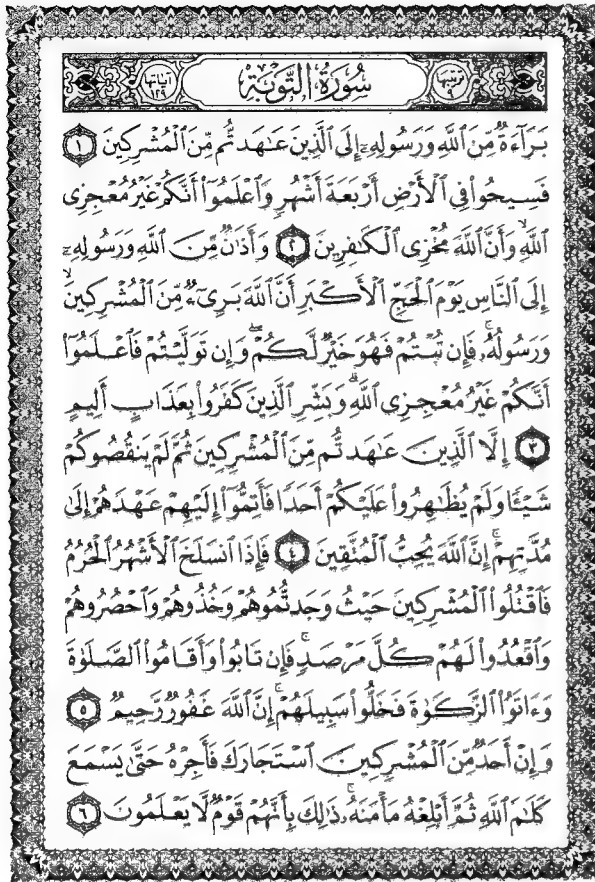 سُورَةُ التَّوْبَةِ
آياتها ١٢٩
بَرَآءَةٌ مِّنَ ٱللَّهِ وَرَسُولِهِۦٓ إِلَى ٱلَّذِينَ عَـٰهَدتُّم مِّنَ ٱلْمُشْرِكِينَ ١
فَسِيحُوا۟ فِى ٱلْأَرْضِ أَرْبَعَةَ أَشْهُرٍ وَٱعْلَمُوٓا۟ أَنَّكُمْ غَيْرُ مُعْجِزِى
ٱللَّهِ ۙ وَأَنَّ ٱللَّهَ مُخْزِى ٱلْكَـٰفِرِينَ ٢ وَأَذَٰنٌ مِّنَ ٱللَّهِ وَرَسُولِهِۦٓ
إِلَى ٱلنَّاسِ يَوْمَ ٱلْحَجِّ ٱلْأَكْبَرِ أَنَّ ٱللَّهَ بَرِىٓءٌ مِّنَ ٱلْمُشْرِكِينَ ۙ
وَرَسُولُهُۥ ۚ فَإِن تُبْتُمْ فَهُوَ خَيْرٌ لَّكُمْ ۖ وَإِن تَوَلَّيْتُمْ فَٱعْلَمُوٓا۟
أَنَّكُمْ غَيْرُ مُعْجِزِى ٱللَّهِ ۗ وَبَشِّرِ ٱلَّذِينَ كَفَرُوا۟ بِعَذَابٍ أَلِيمٍ
٣ إِلَّا ٱلَّذِينَ عَـٰهَدتُّم مِّنَ ٱلْمُشْرِكِينَ ثُمَّ لَمْ يَنقُصُوكُمْ
شَيْـًٔا وَلَمْ يُظَـٰهِرُوا۟ عَلَيْكُمْ أَحَدًا فَأَتِمُّوٓا۟ إِلَيْهِمْ عَهْدَهُمْ إِلَىٰ
مُدَّتِهِمْ ۚ إِنَّ ٱللَّهَ يُحِبُّ ٱلْمُتَّقِينَ ٤ فَإِذَا ٱنسَلَخَ ٱلْأَشْهُرُ ٱلْحُرُمُ
فَٱقْتُلُوا۟ ٱلْمُشْرِكِينَ حَيْثُ وَجَدتُّمُوهُمْ وَخُذُوهُمْ وَٱحْصُرُوهُمْ
وَٱقْعُدُوا۟ لَهُمْ كُلَّ مَرْصَدٍ ۚ فَإِن تَابُوا۟ وَأَقَامُوا۟ ٱلصَّلَوٰةَ
وَءَاتَوُا۟ ٱلزَّكَوٰةَ فَخَلُّوا۟ سَبِيلَهُمْ ۚ إِنَّ ٱللَّهَ غَفُورٌ رَّحِيمٌ ٥
وَإِنْ أَحَدٌ مِّنَ ٱلْمُشْرِكِينَ ٱسْتَجَارَكَ فَأَجِرْهُ حَتَّىٰ يَسْمَعَ
كَلَـٰمَ ٱللَّهِ ثُمَّ أَبْلِغْهُ مَأْمَنَهُۥ ۚ ذَٰلِكَ بِأَنَّهُمْ قَوْمٌ لَّا يَعْلَمُونَ ٦